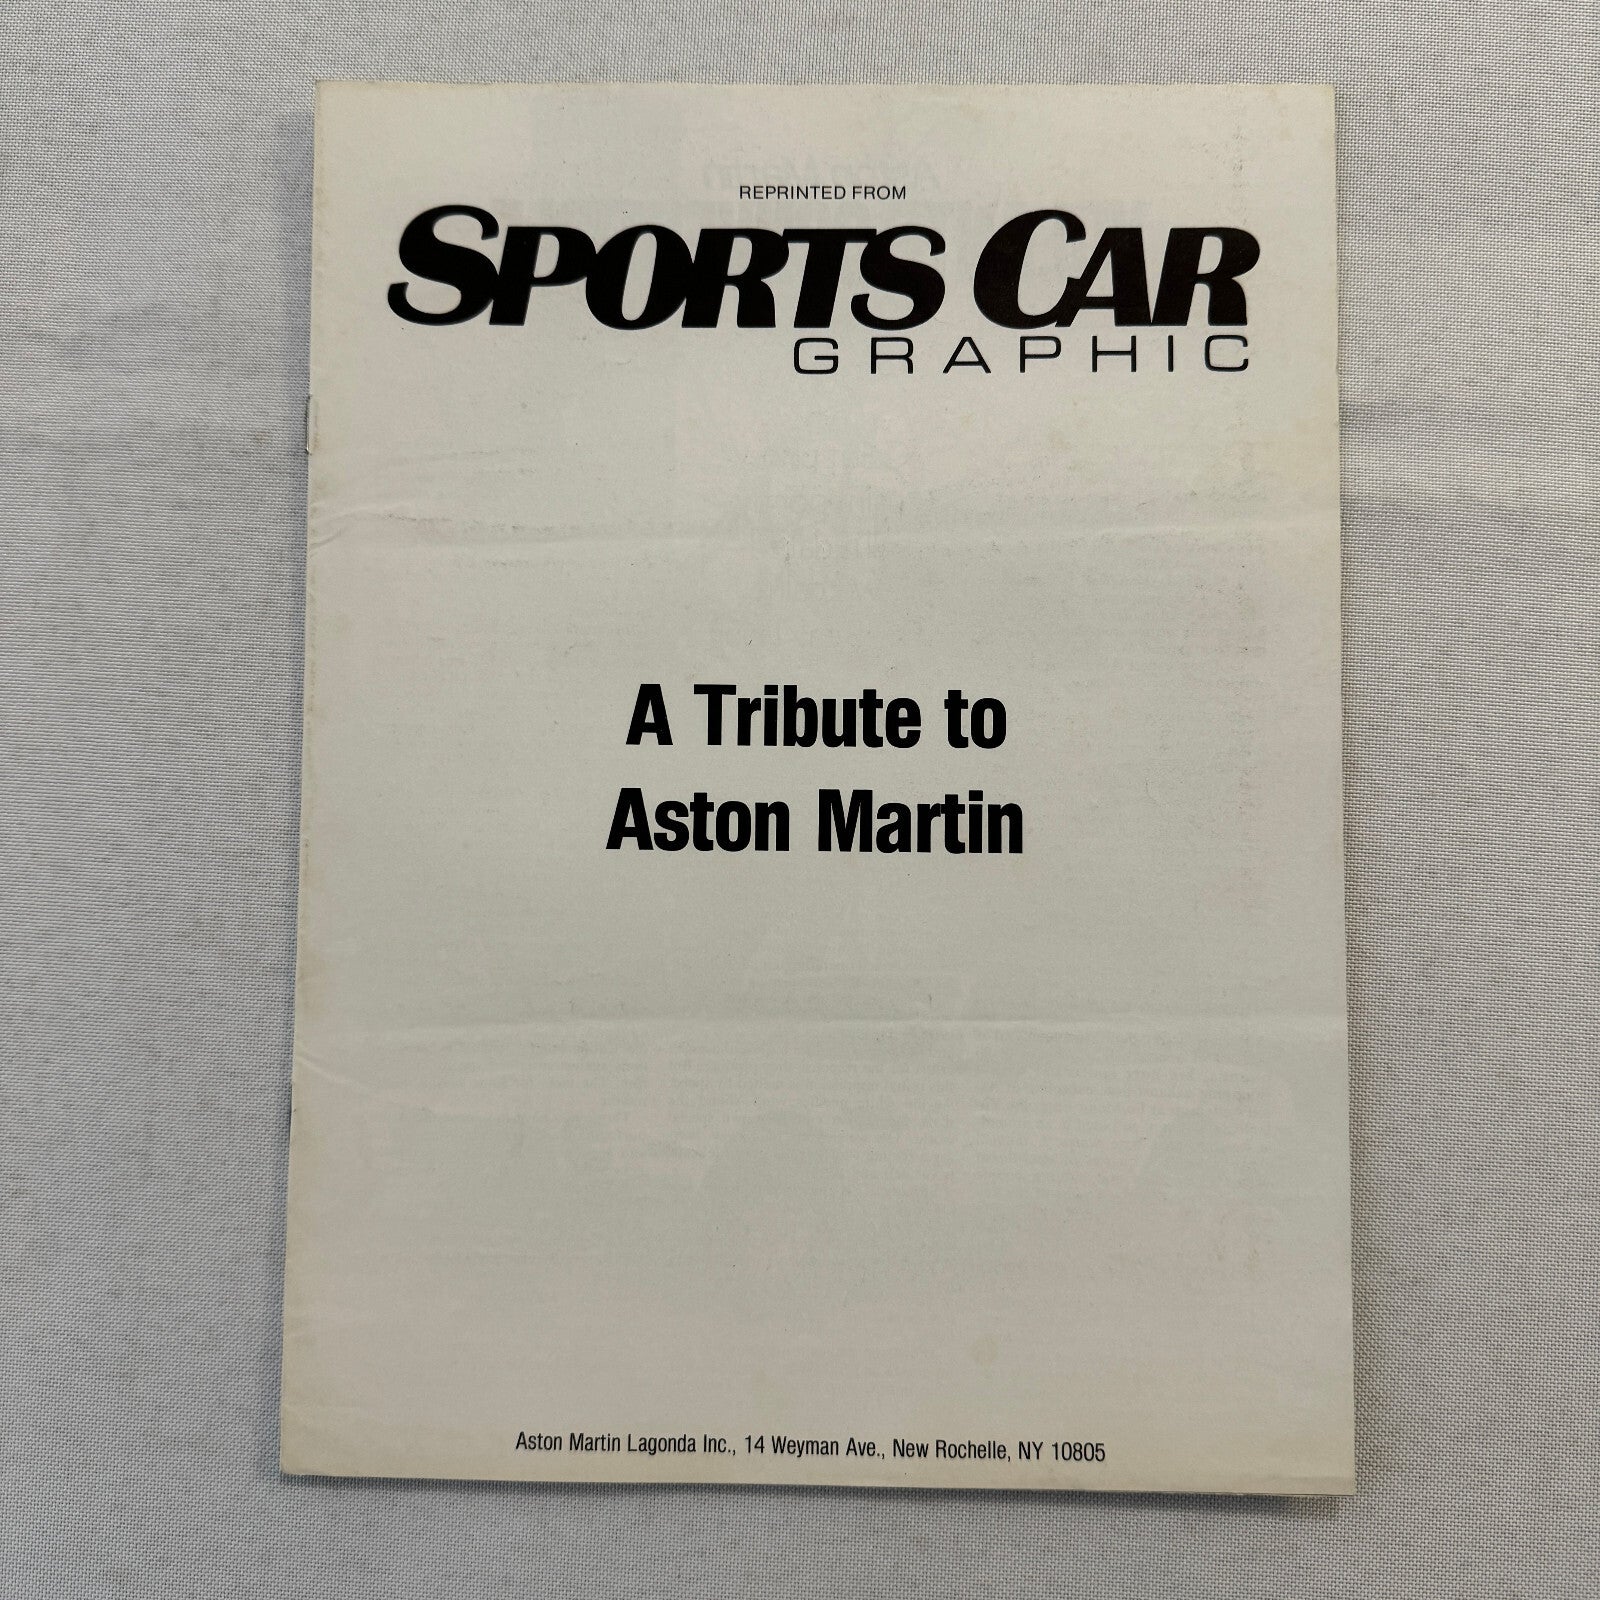 REPRINTED FROM
SPORTS CAR
GRAPHIC
A Tribute to
Aston Martin
Aston Martin Lagonda Inc., 14 Weyman Ave., New Rochelle, NY 10805